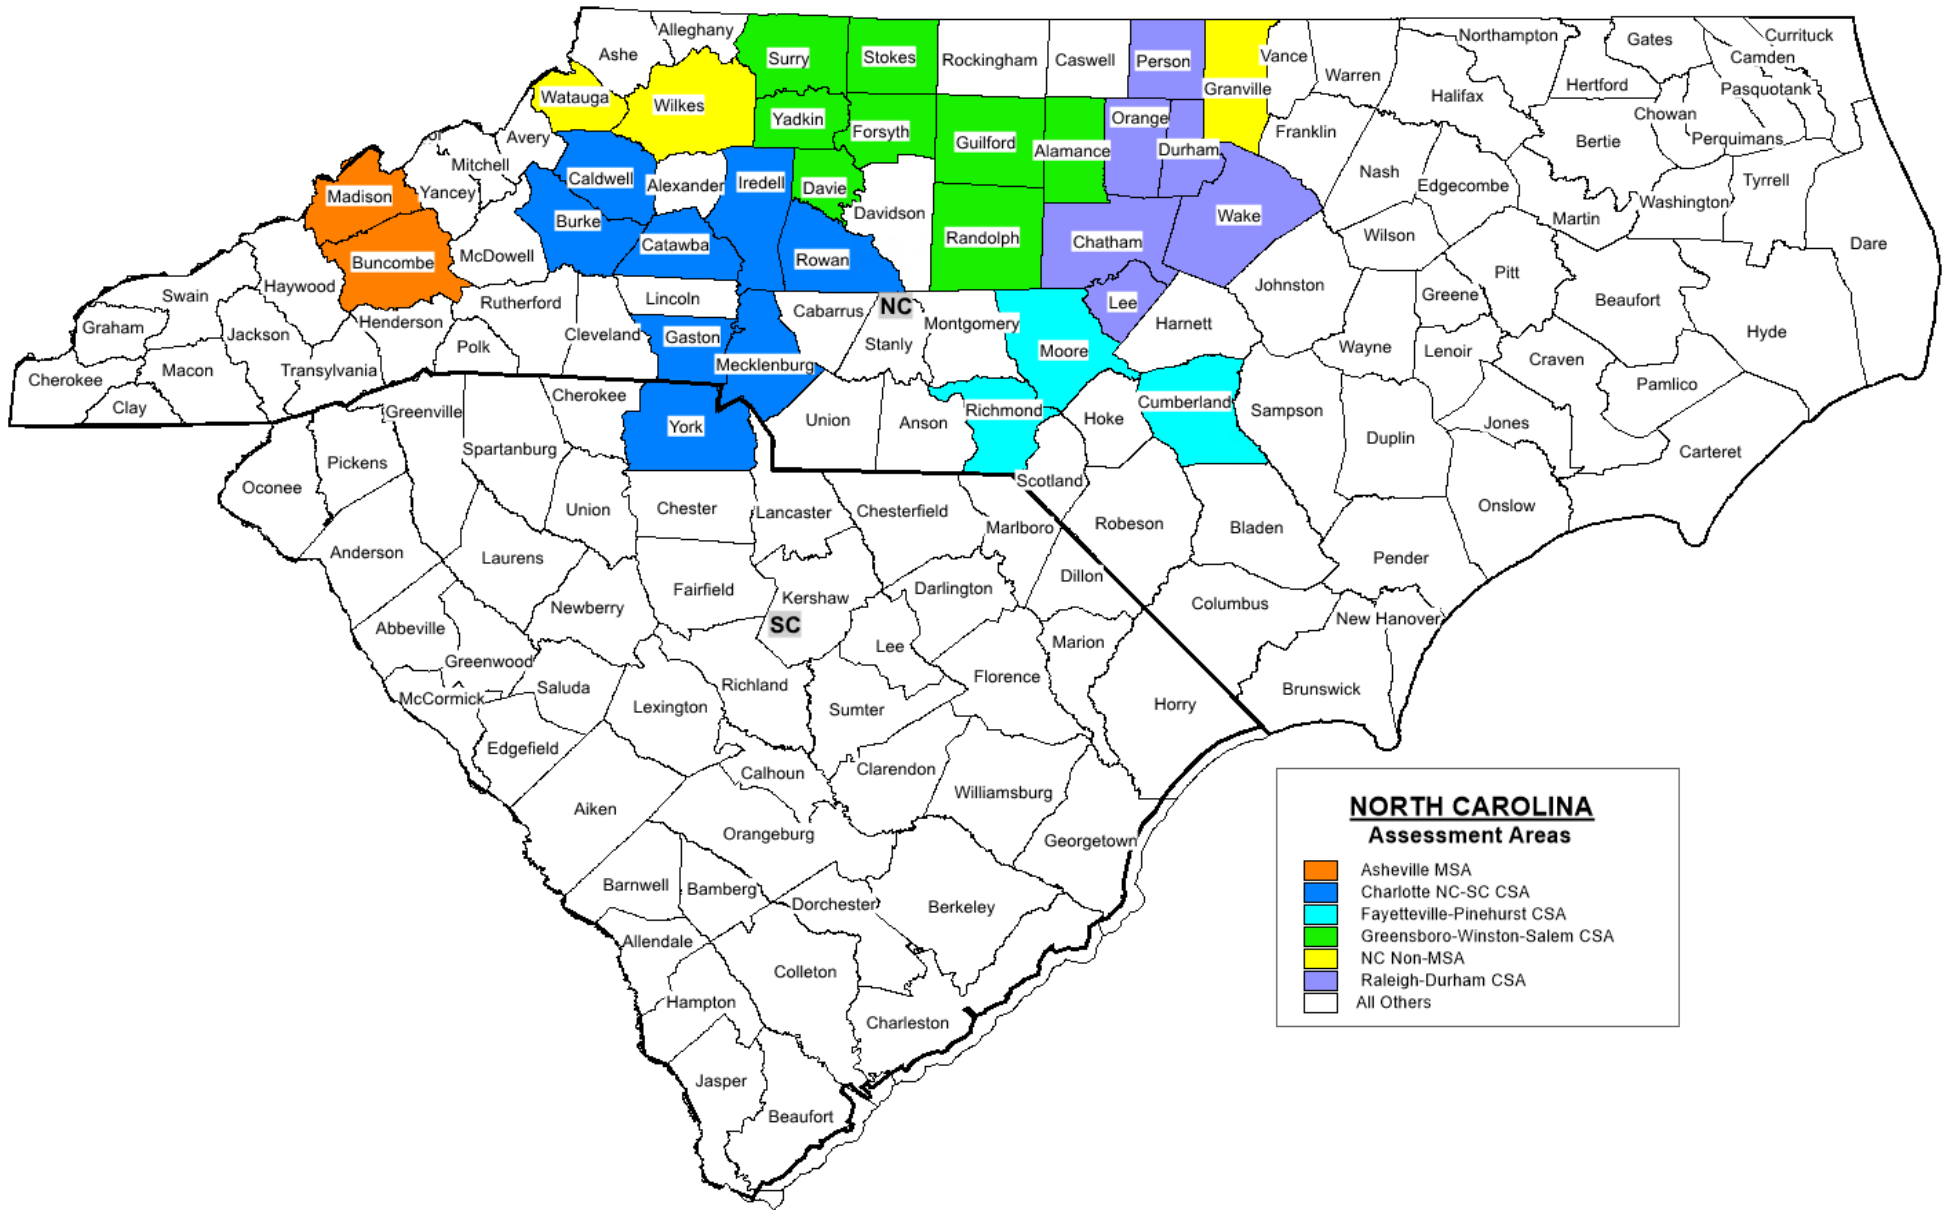 Alleghany
Ashe
Surry
Stokes
Rockingham
Caswell
Person
Granville
Vance
Warren
Northampton
Gates
Currituck
Camden
Pasquotank
Hertford
Halifax
Chowan
Perquimans
Bertie
Watauga
Wilkes
Yadkin
Forsyth
Guilford
Alamance
Orange
Durham
Franklin
Nash
Edgecombe
Martin
Washington
Tyrrell
Dare
Avery
Mitchell
Yancey
Madison
Caldwell
Alexander
Iredell
Davie
Davidson
Randolph
Chatham
Wake
Wilson
Pitt
Beaufort
Hyde
Burke
Catawba
Rowan
McDowell
Buncombe
Haywood
Swain
Graham
Jackson
Henderson
Rutherford
Lincoln
Cabarrus
NC
Montgomery
Stanly
Lee
Harnett
Johnston
Greene
Cherokee
Clay
Macon
Transylvania
Polk
Cleveland
Gaston
Mecklenburg
Moore
Wayne
Lenoir
Craven
Pamlico
Jones
Carteret
Union
Anson
Richmond
Hoke
Cumberland
Sampson
Duplin
Onslow
Scotland
Robeson
Bladen
Pender
Columbus
New Hanover
Brunswick
Oconee
Pickens
Greenville
Spartanburg
Cherokee
York
Union
Chester
Lancaster
Chesterfield
Marlboro
Dillon
Anderson
Laurens
Newberry
Fairfield
Kershaw
SC
Darlington
Lee
Marion
Florence
Horry
Abbeville
Greenwood
McCormick
Saluda
Edgefield
Lexington
Richland
Sumter
Calhoun
Clarendon
Williamsburg
Aiken
Orangeburg
Georgetown
Barnwell
Bamberg
Dorchester
Berkeley
Allendale
Colleton
Hampton
Charleston
Jasper
Beaufort
NORTH CAROLINA
Assessment Areas
Asheville MSA
Charlotte NC-SC CSA
Fayetteville-Pinehurst CSA
Greensboro-Winston-Salem CSA
NC Non-MSA
Raleigh-Durham CSA
All Others